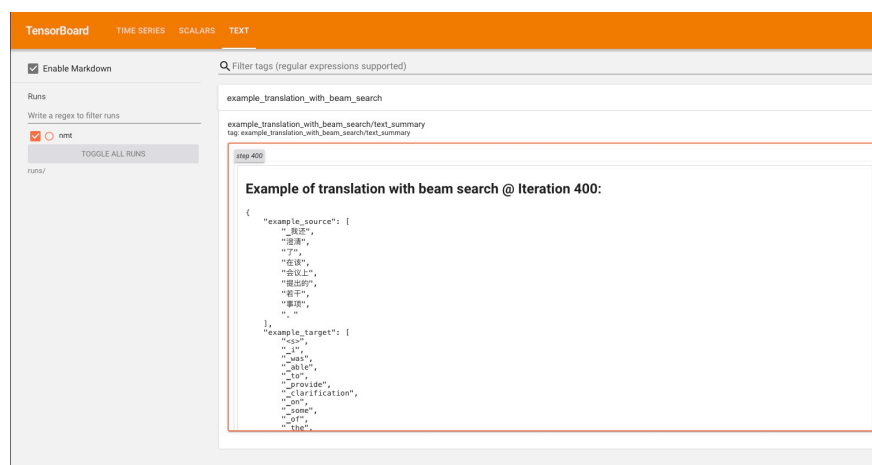 TensorBoard TIME SERIES SCALARS TEXT
Enable Markdown
Runs
Write a regex to filter runs
nmt
TOGGLE ALL RUNS
runs/
Filter tags (regular expressions supported)
example_translation_with_beam_search
example_translation_with_beam_search/text_summary
tag: example_translation_with_beam_search/text_summary
step 400
Example of translation with beam search @ Iteration 400:
{
"example_source": [
"_我还",
"澄清",
"了",
"在该",
"会议上",
"提出的",
"若干",
"事项",
"。"
],
"example_target": [
"<s>",
"_i",
"_was",
"_able",
"_to",
"_provide",
"_clarification",
"_on",
"_some",
"_of",
"_the",